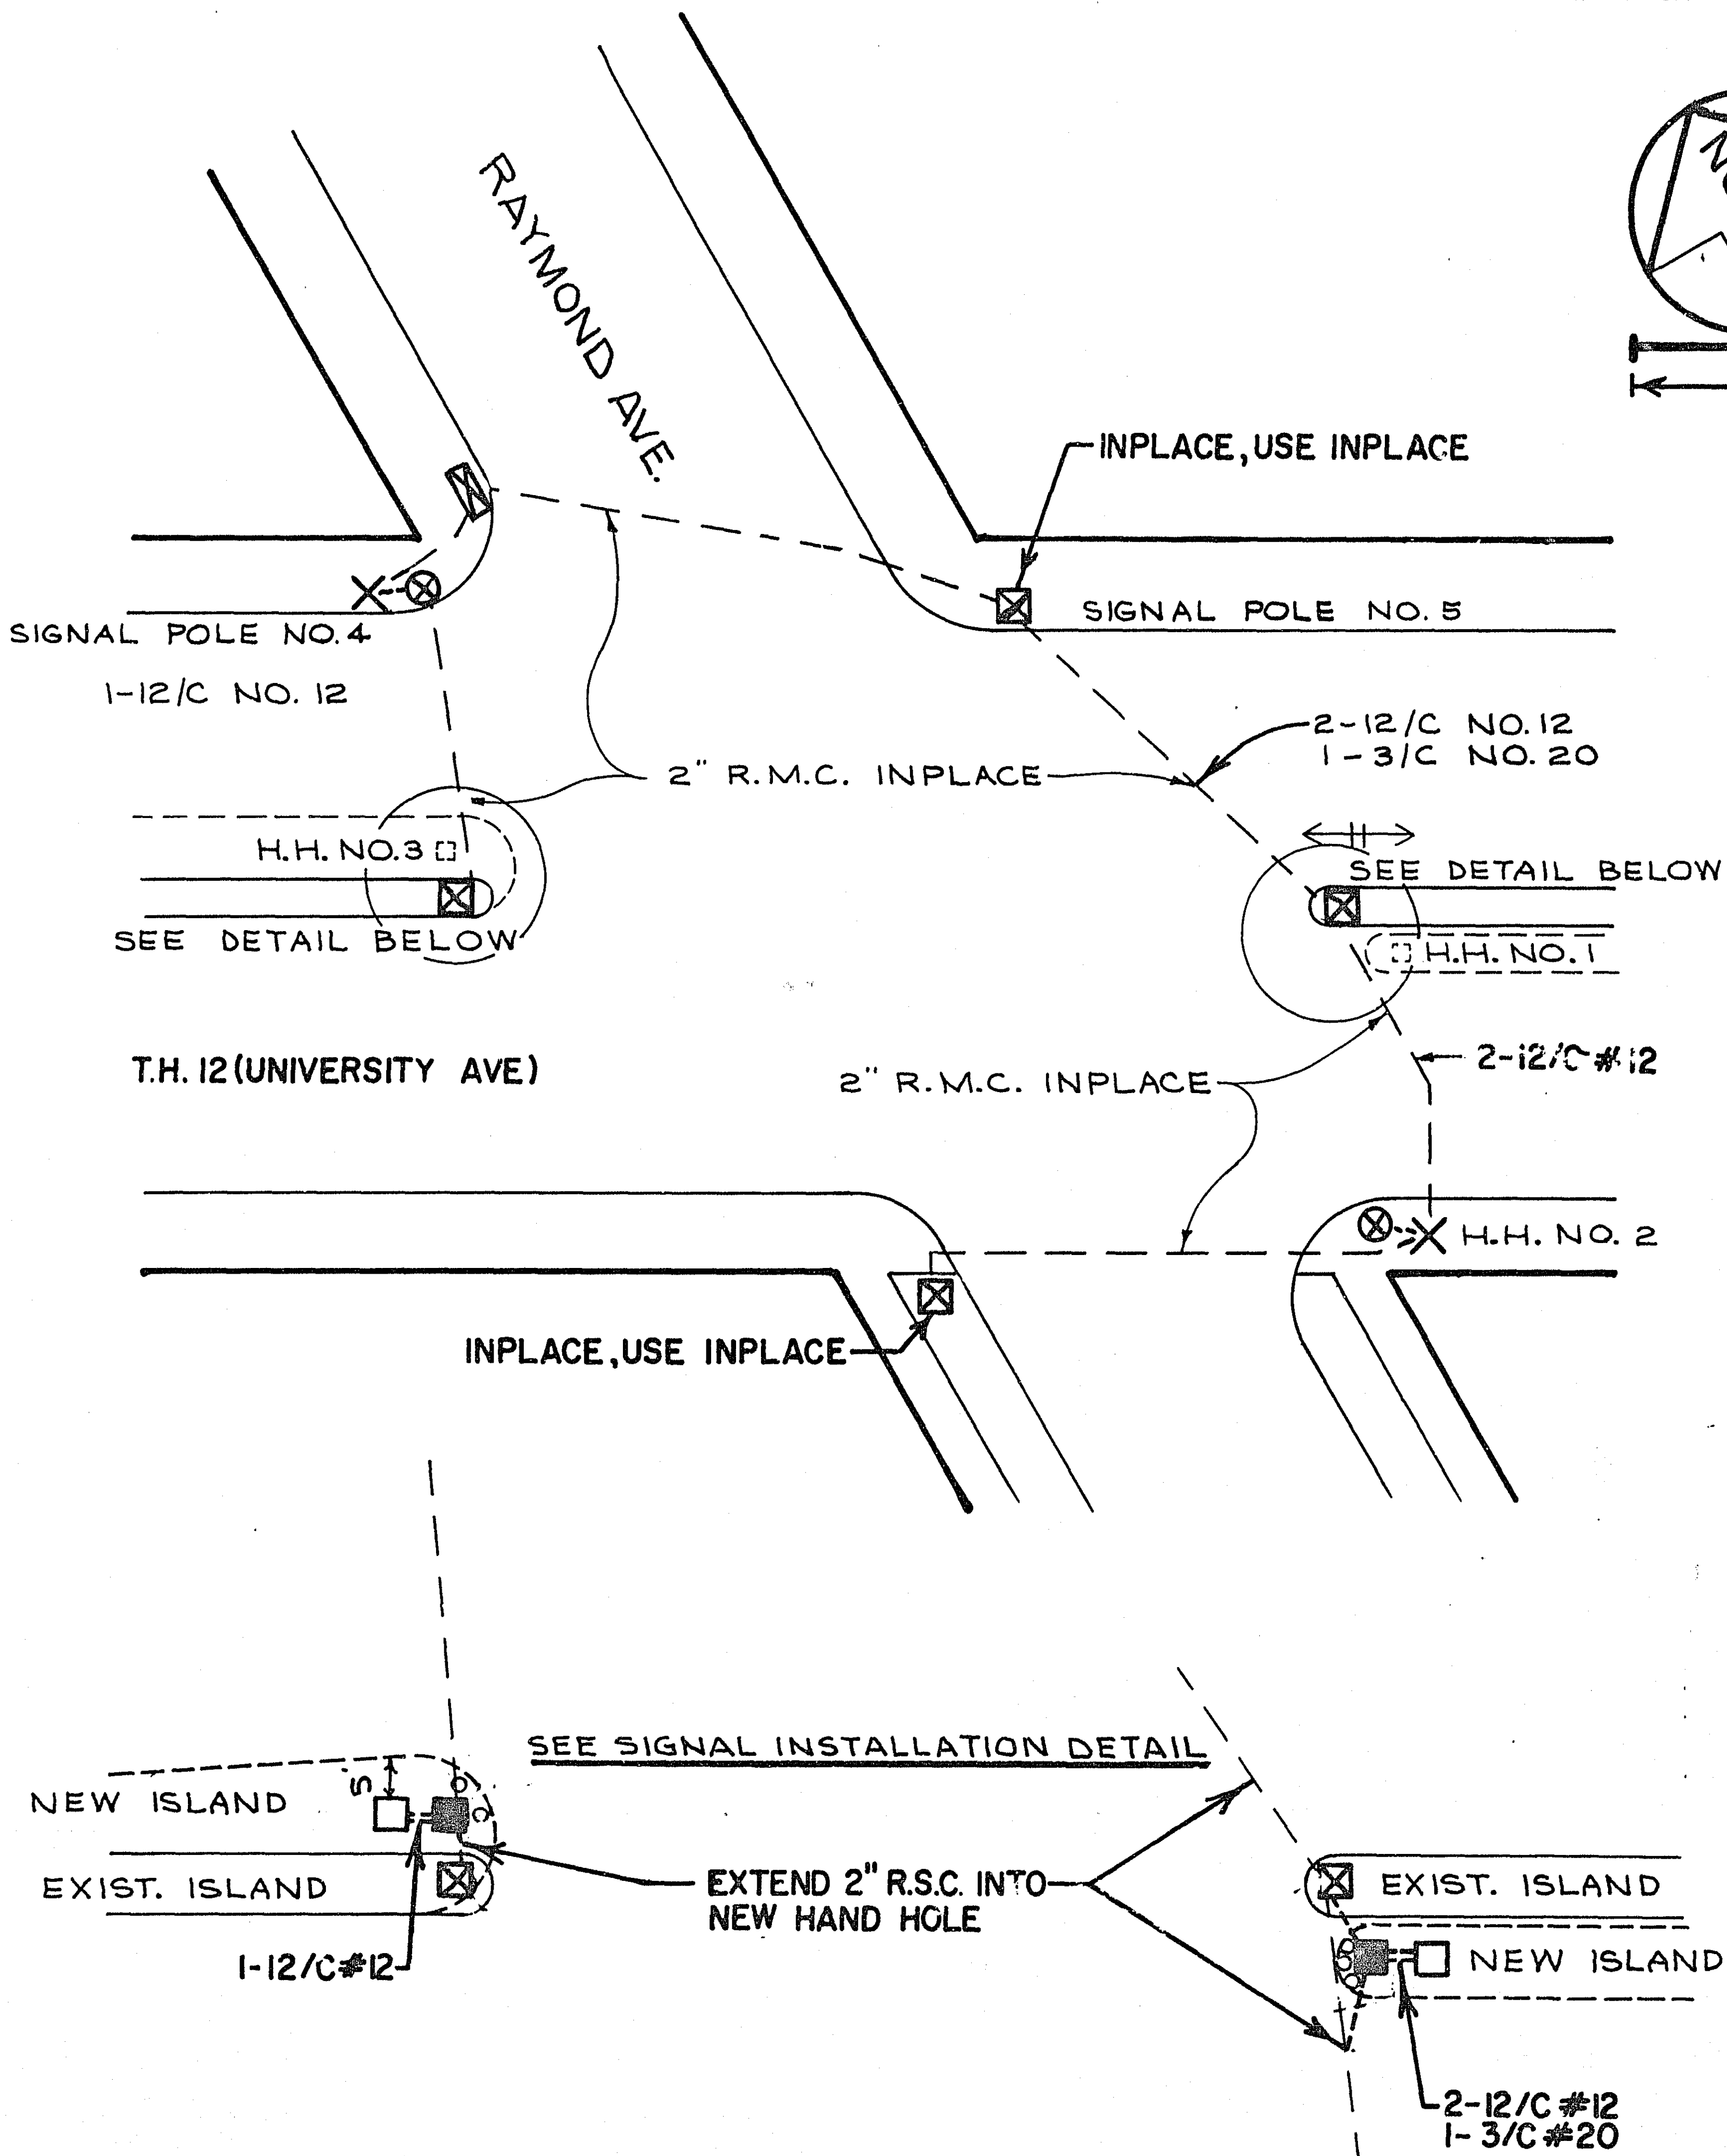 RAYMOND AVE.
INPLACE, USE INPLACE
SIGNAL POLE NO. 5
SIGNAL POLE NO. 4
1-12/C NO. 12
2-12/C NO. 12
1-3/C NO. 20
2" R.M.C. INPLACE
H.H. NO. 3
SEE DETAIL BELOW
SEE DETAIL BELOW
H.H. NO. 1
T.H. 12 (UNIVERSITY AVE)
2" R.M.C. INPLACE
2-12/C #12
H.H. NO. 2
INPLACE, USE INPLACE
SEE SIGNAL INSTALLATION DETAIL
5'
NEW ISLAND
EXIST. ISLAND
EXTEND 2" R.S.C. INTO
NEW HAND HOLE
EXIST. ISLAND
1-12/C #12
NEW ISLAND
2-12/C #12
1-3/C #20